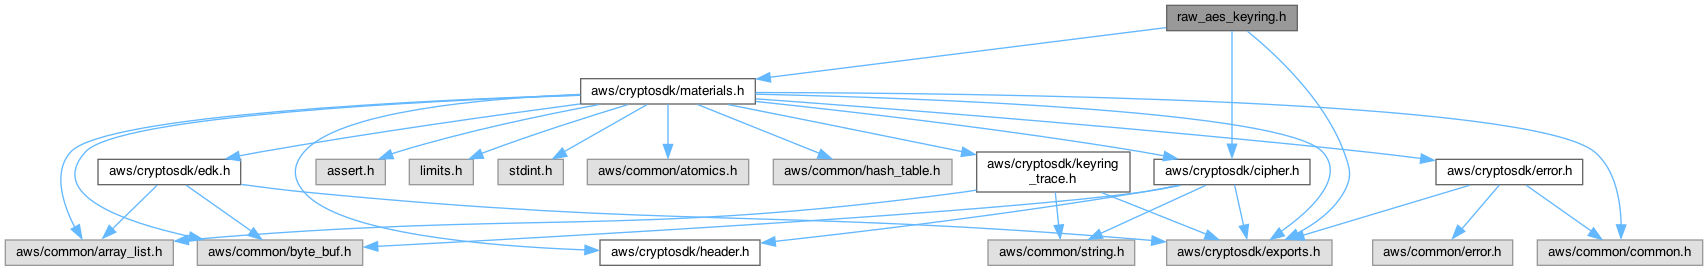 raw_aes_keyring.h
aws/cryptosdk/materials.h
aws/cryptosdk/edk.h
assert.h
limits.h
stdint.h
aws/common/atomics.h
aws/common/hash_table.h
aws/cryptosdk/keyring
_trace.h
aws/cryptosdk/cipher.h
aws/cryptosdk/error.h
aws/common/array_list.h
aws/common/byte_buf.h
aws/cryptosdk/header.h
aws/common/string.h
aws/cryptosdk/exports.h
aws/common/error.h
aws/common/common.h